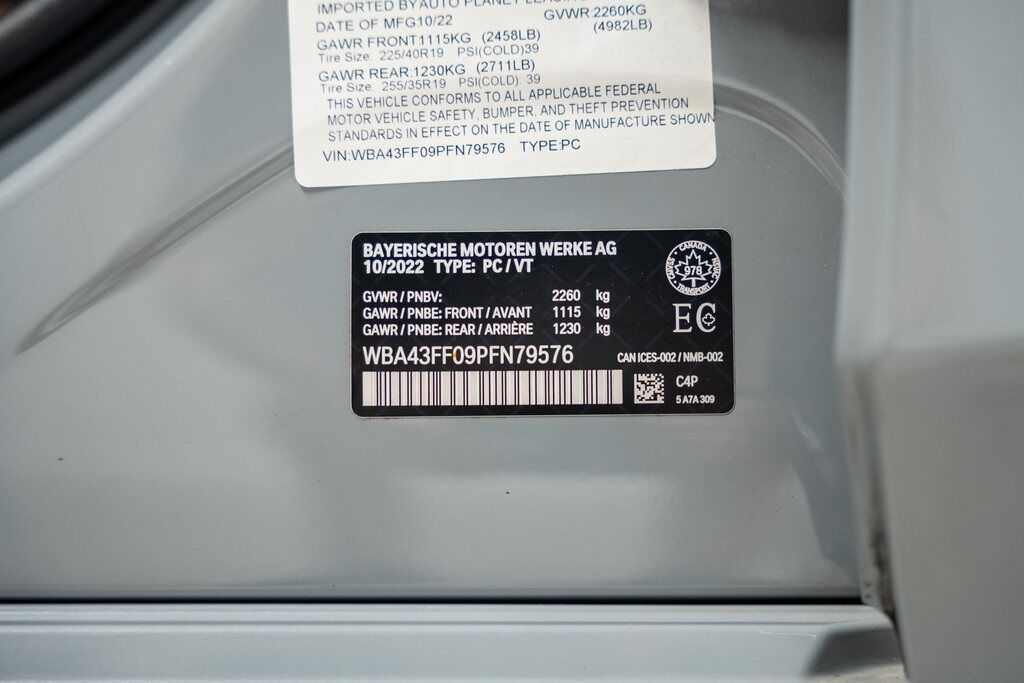 IMPORTED BY AUTO PLANET LEASING
DATE OF MFG10/22 GVWR:2260KG
(4982LB)
GAWR FRONT1115KG (2458LB)
Tire Size: 225/40R19 PSI(COLD)39
GAWR REAR:1230KG (2711LB)
Tire Size: 255/35R19 PSI(COLD): 39
THIS VEHICLE CONFORMS TO ALL APPLICABLE FEDERAL
MOTOR VEHICLE SAFETY, BUMPER, AND THEFT PREVENTION
STANDARDS IN EFFECT ON THE DATE OF MANUFACTURE SHOWN
VIN:WBA43FF09PFN79576 TYPE:PC
BAYERISCHE MOTOREN WERKE AG
10/2022 TYPE: PC/VT
CANADA
978
TRANSPORT
GVWR / PNBV: 2260 kg
GAWR / PNBE: FRONT / AVANT 1115 kg
GAWR / PNBE: REAR / ARRIÈRE 1230 kg
EC
WBA43FF09PFN79576
CAN ICES-002 / NMB-002
C4P
5 A7A 309